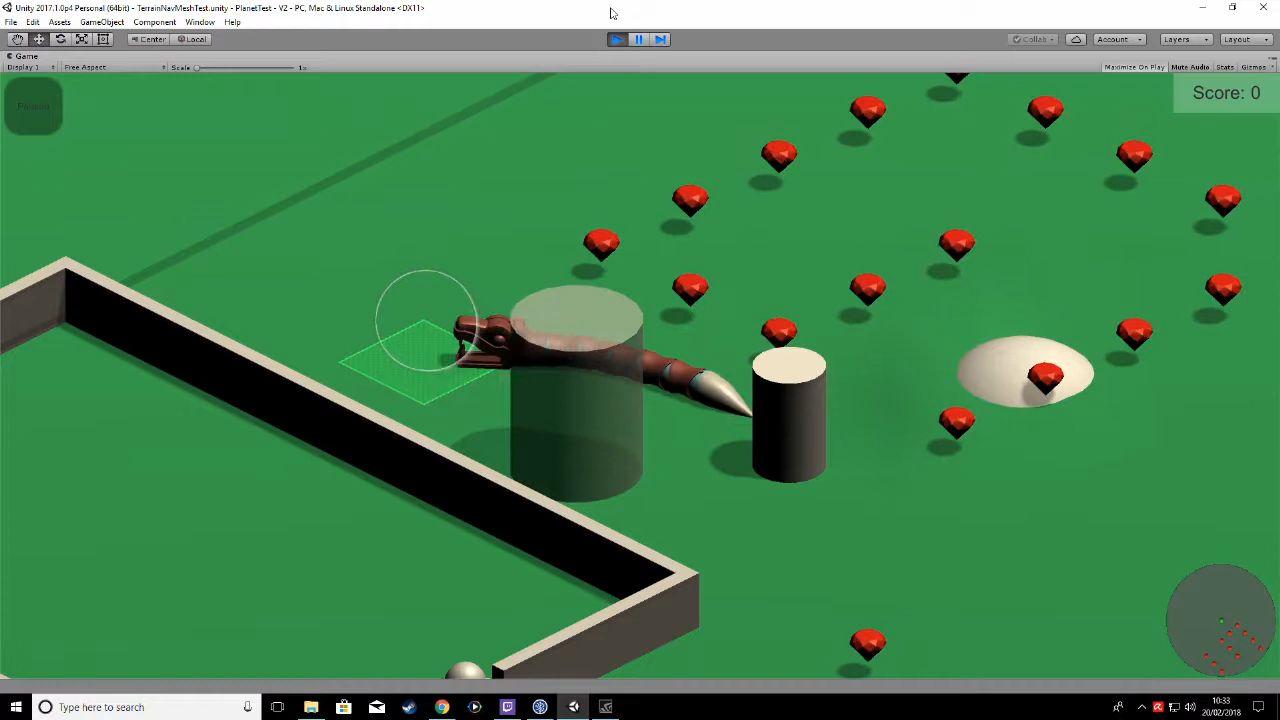 Unity 2017.1.0p4 Personal (64bit) - TerrainNavMeshTest.unity - PlanetTest - V2 - PC, Mac & Linux Standalone <DX11>
File Edit Assets GameObject Component Window Help
Center Local Collab Account Layers Layout
Game
Display 1 Free Aspect Scale 1x Maximize On Play Mute Audio Stats Gizmos
Score: 0
Type here to search
10:33
20/02/2018